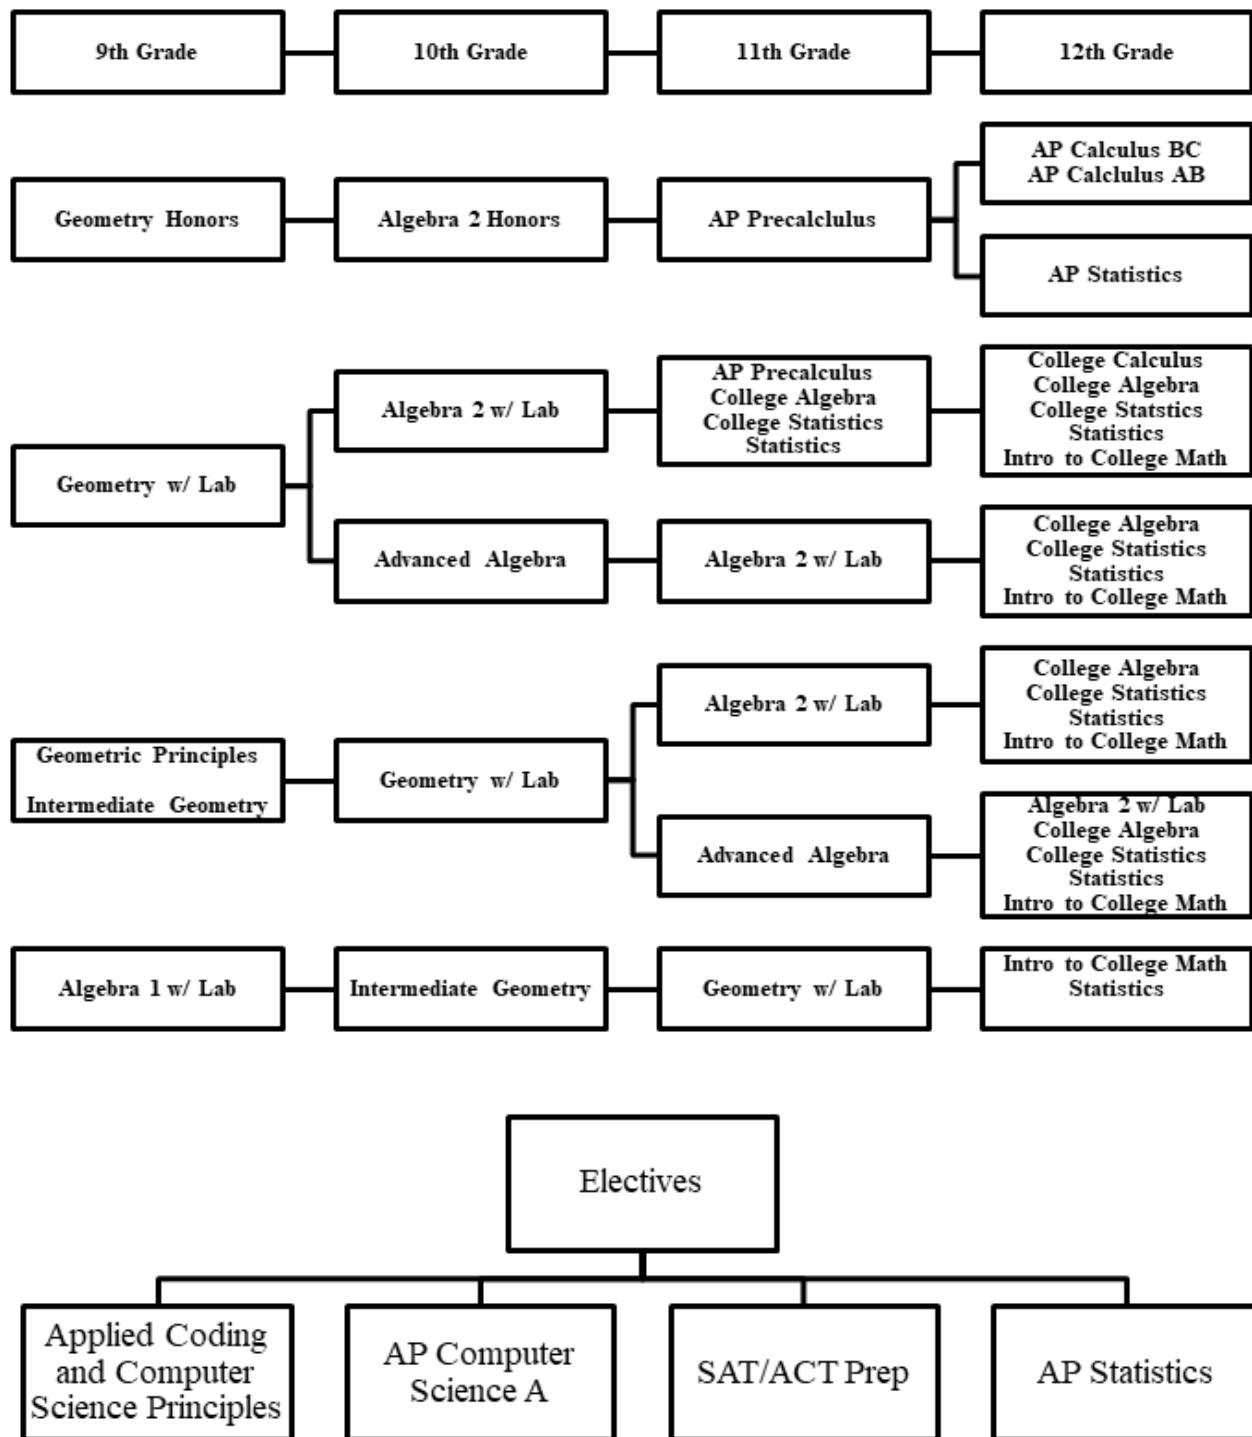 9th Grade
10th Grade
11th Grade
12th Grade
Geometry Honors
Algebra 2 Honors
AP Precalclulus
AP Calculus BC
AP Calclulus AB
AP Statistics
Geometry w/ Lab
Algebra 2 w/ Lab
AP Precalculus
College Algebra
College Statistics
Statistics
College Calculus
College Algebra
College Statstics
Statistics
Intro to College Math
Advanced Algebra
Algebra 2 w/ Lab
College Algebra
College Statistics
Statistics
Intro to College Math
Geometric Principles
Intermediate Geometry
Geometry w/ Lab
Algebra 2 w/ Lab
College Algebra
College Statistics
Statistics
Intro to College Math
Advanced Algebra
Algebra 2 w/ Lab
College Algebra
College Statistics
Statistics
Intro to College Math
Algebra 1 w/ Lab
Intermediate Geometry
Geometry w/ Lab
Intro to College Math
Statistics
Electives
Applied Coding
and Computer
Science Principles
AP Computer
Science A
SAT/ACT Prep
AP Statistics